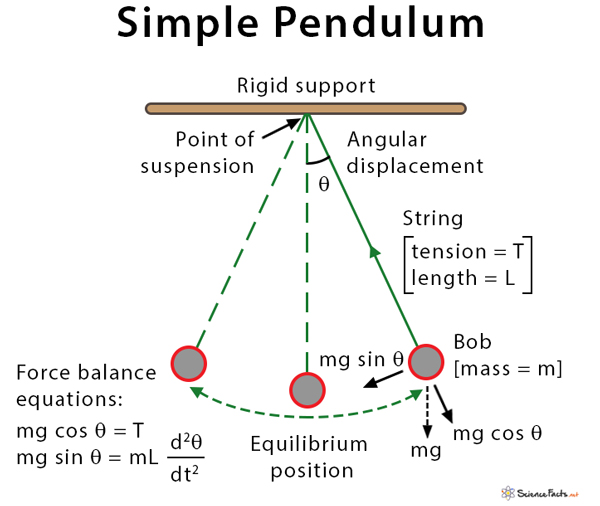 Simple Pendulum
Rigid support
Point of
suspension
Angular
displacement
θ
String
[tension = T
length = L]
Bob
[mass = m]
mg sin θ
mg cos θ
mg
Equilibrium
position
Force balance
equations:
mg cos θ = T
mg sin θ = mL d²θ/dt²
ScienceFacts.net